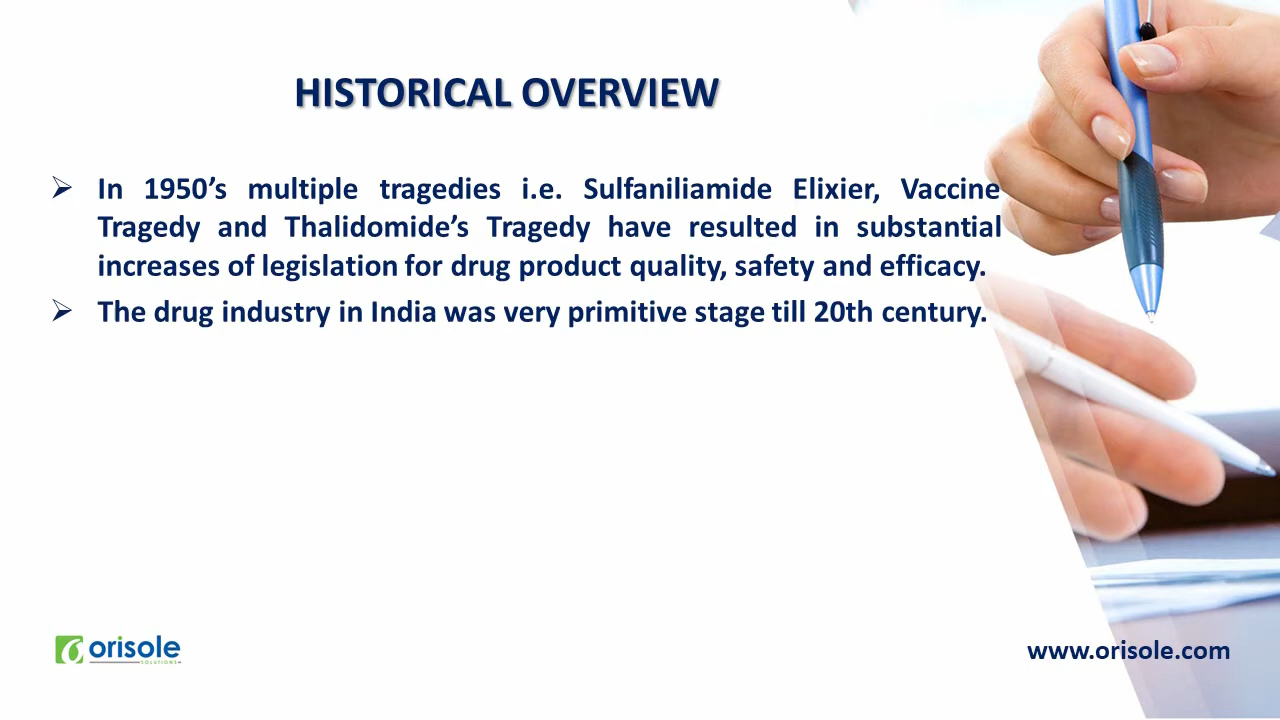 HISTORICAL OVERVIEW
In 1950’s multiple tragedies i.e. Sulfaniliamide Elixier, Vaccine
Tragedy and Thalidomide’s Tragedy have resulted in substantial
increases of legislation for drug product quality, safety and efficacy.
The drug industry in India was very primitive stage till 20th century.
orisole
SOLUTIONS
www.orisole.com